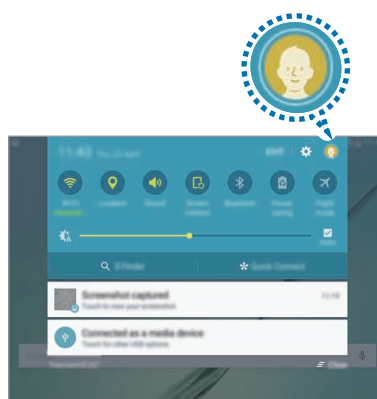 11:43 Thu, 23 April EDIT
Wi-Fi Location Sound Screen rotation Bluetooth Power saving Flight mode
Auto
S Finder Quick Connect
Screenshot captured 11:19
Touch to view your screenshot.
Connected as a media device
Touch for other USB options.
Clear